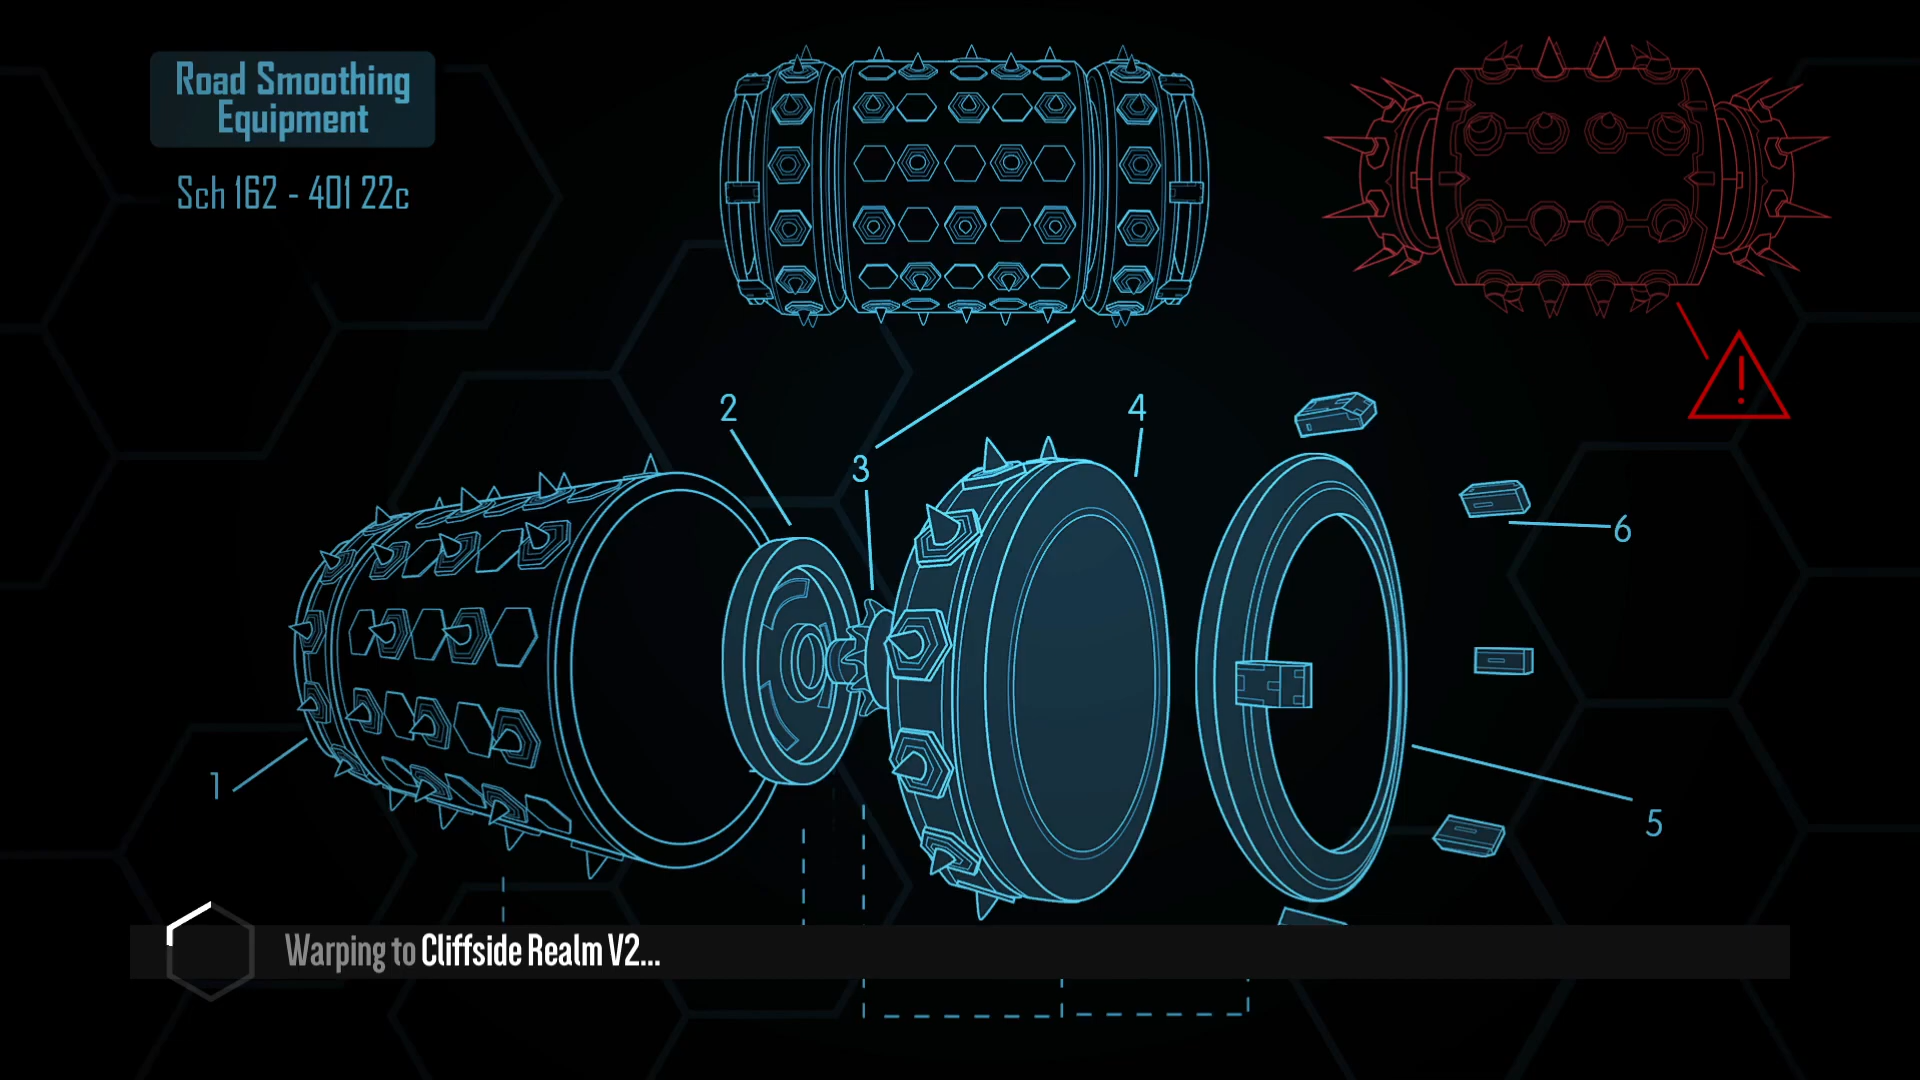 Road Smoothing
Equipment
Sch 162 - 401 22c
!
2
4
3
6
1
5
Warping to Cliffside Realm V2...